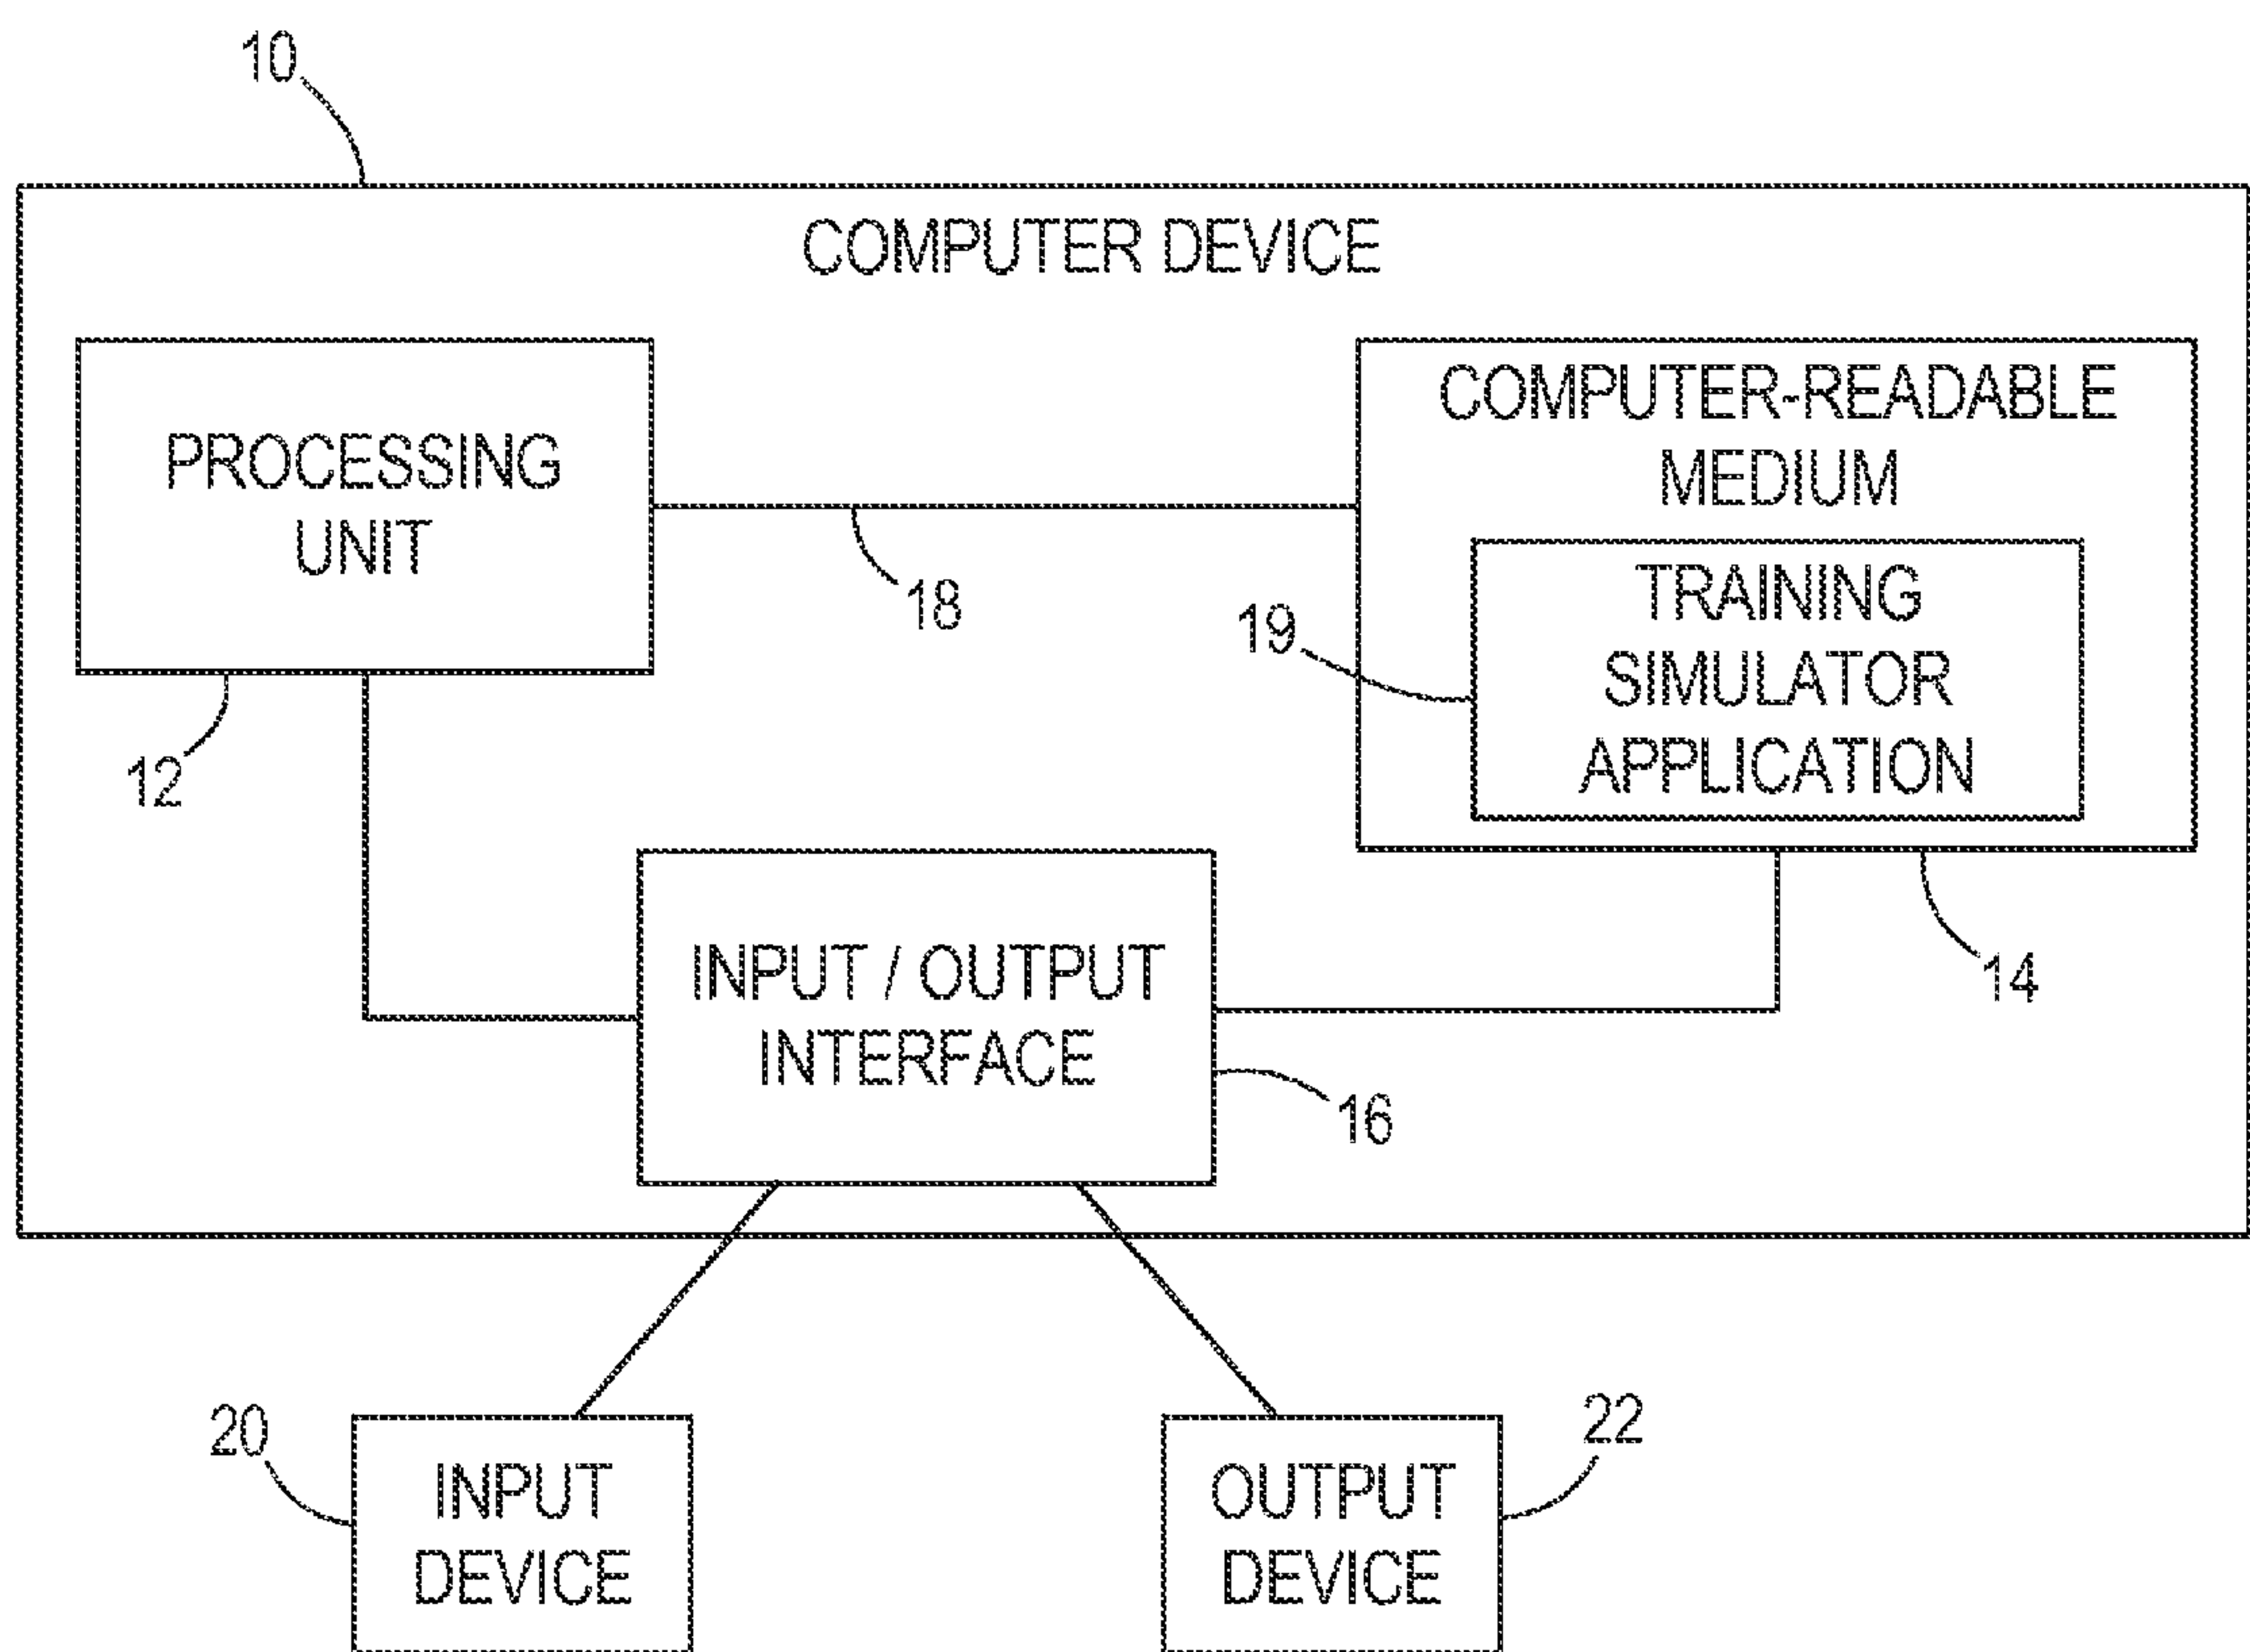 10
COMPUTER DEVICE
PROCESSING
UNIT
12
18
COMPUTER-READABLE
MEDIUM
19
TRAINING
SIMULATOR
APPLICATION
14
INPUT / OUTPUT
INTERFACE
16
20
INPUT
DEVICE
OUTPUT
DEVICE
22